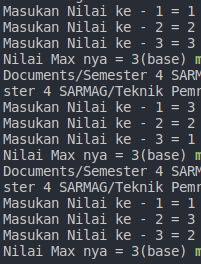 Masukan Nilai ke - 1 = 1
Masukan Nilai ke - 2 = 2
Masukan Nilai ke - 3 = 3
Nilai Max nya = 3(base) m
Documents/Semester 4 SARM
ster 4 SARMAG/Teknik Pemr
Masukan Nilai ke - 1 = 3
Masukan Nilai ke - 2 = 2
Masukan Nilai ke - 3 = 1
Nilai Max nya = 3(base) m
Documents/Semester 4 SARM
ster 4 SARMAG/Teknik Pemr
Masukan Nilai ke - 1 = 1
Masukan Nilai ke - 2 = 3
Masukan Nilai ke - 3 = 2
Nilai Max nya = 3(base) m